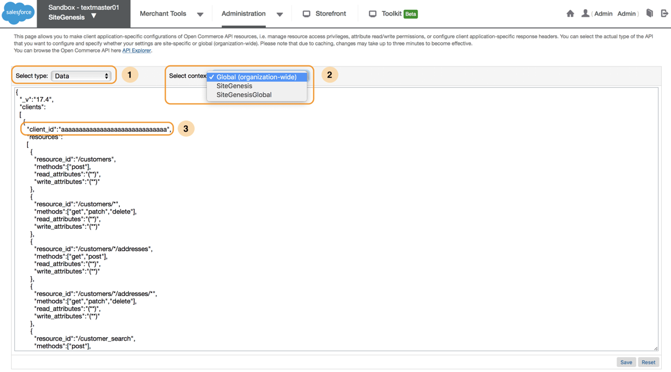 salesforce
Sandbox - textmaster01
SiteGenesis ▼
Merchant Tools ▼
Administration ▼
Storefront
Toolkit Beta
Admin Admin
This page allows you to make client application-specific configurations of Open Commerce API resources, i.e. manage resource access privileges, attribute read/write permissions, or configure client application-specific response headers. You can select the actual type of the API
that you want to configure and specify whether your settings are site-specific or global (organization-wide). Please note that due to caching, changes may take up to three minutes to become effective.
You can browse the Open Commerce API here API Explorer.
Select type: Data 1 Select context ✓ Global (organization-wide) 2
SiteGenesis
SiteGenesisGlobal
{
"_v":"17.4",
"clients":
[
{
"client_id":"aaaaaaaaaaaaaaaaaaaaaaaaaaaaaa", 3
"resources":
[
{
"resource_id":"/customers",
"methods":["post"],
"read_attributes":"(**)",
"write_attributes":"(**)"
},
{
"resource_id":"/customers/*",
"methods":["get","patch","delete"],
"read_attributes":"(**)",
"write_attributes":"(**)"
},
{
"resource_id":"/customers/*/addresses",
"methods":["get","post"],
"read_attributes":"(**)",
"write_attributes":"(**)"
},
{
"resource_id":"/customers/*/addresses/*",
"methods":["get","patch","delete"],
"read_attributes":"(**)",
"write_attributes":"(**)"
},
{
"resource_id":"/customer_search",
"methods":["post"],
Save Reset